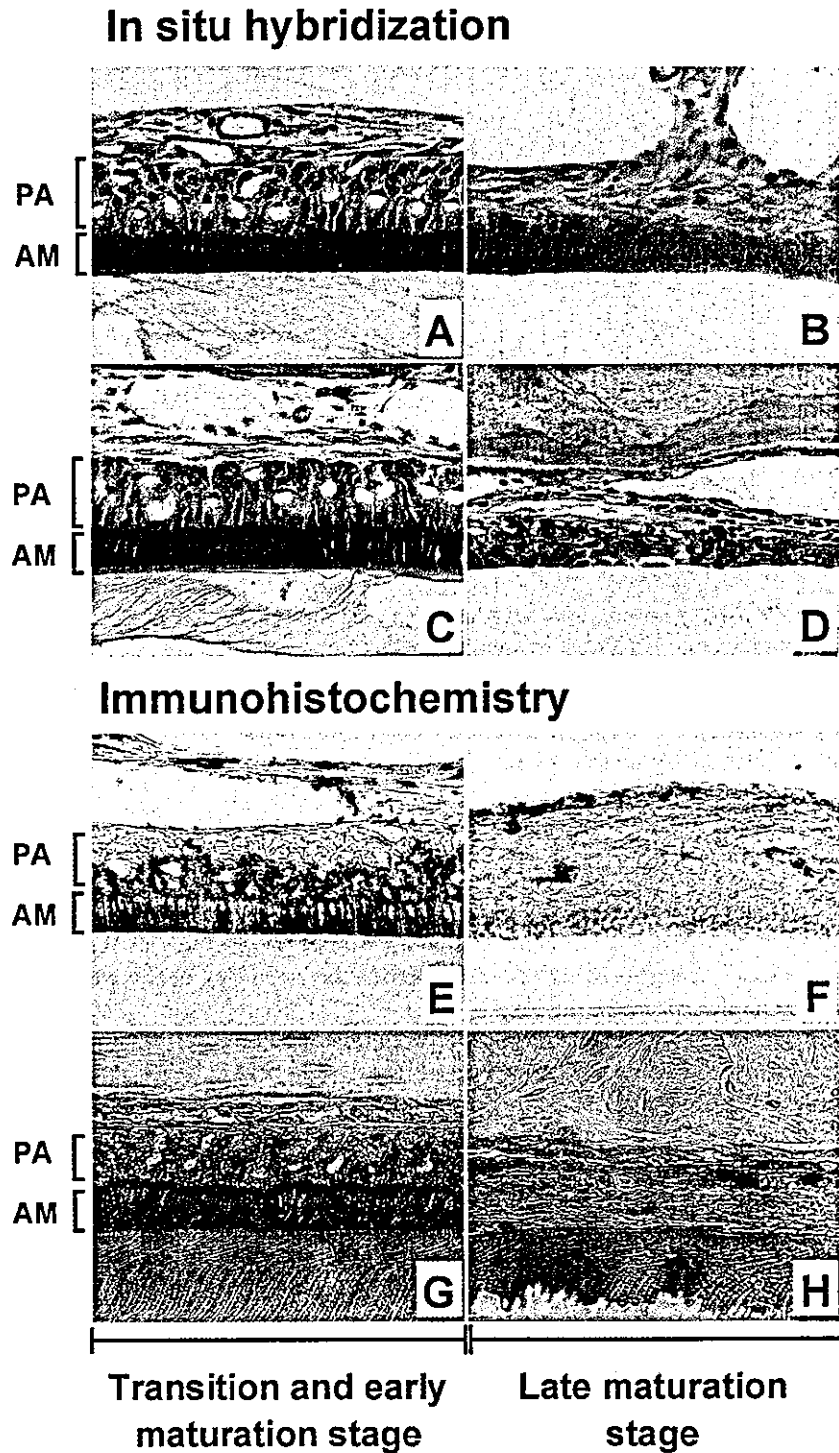 In situ hybridization
PA
AM
A
B
PA
AM
C
D
Immunohistochemistry
PA
AM
E
F
PA
AM
G
H
Transition and early
maturation stage
Late maturation
stage